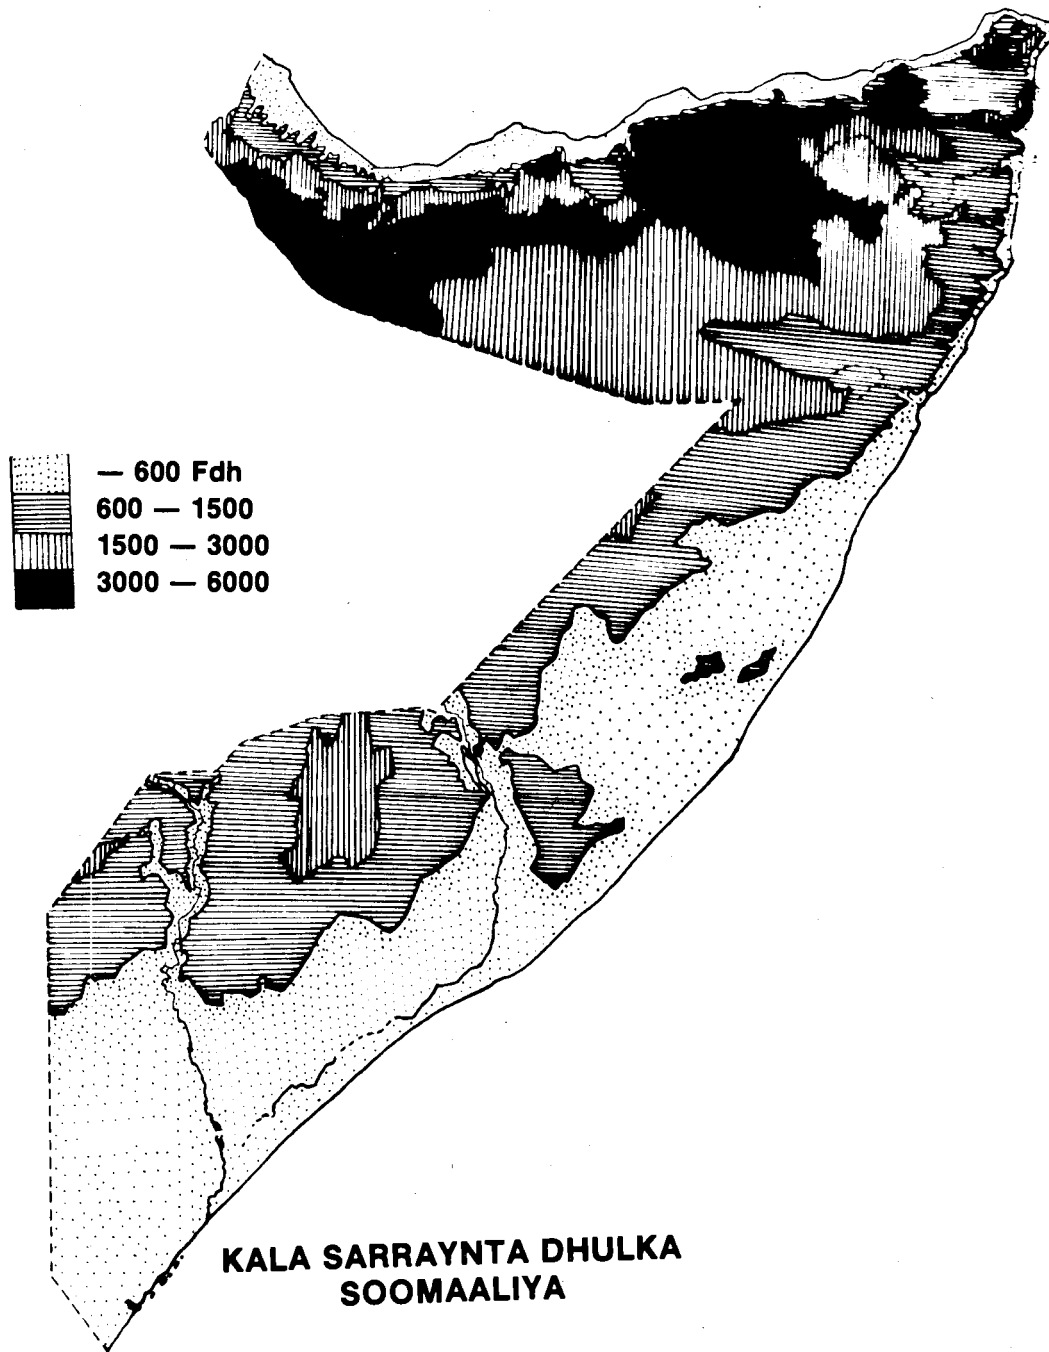 — 600 Fdh
600 — 1500
1500 — 3000
3000 — 6000
KALA SARRAYNTA DHULKA
SOOMAALIYA